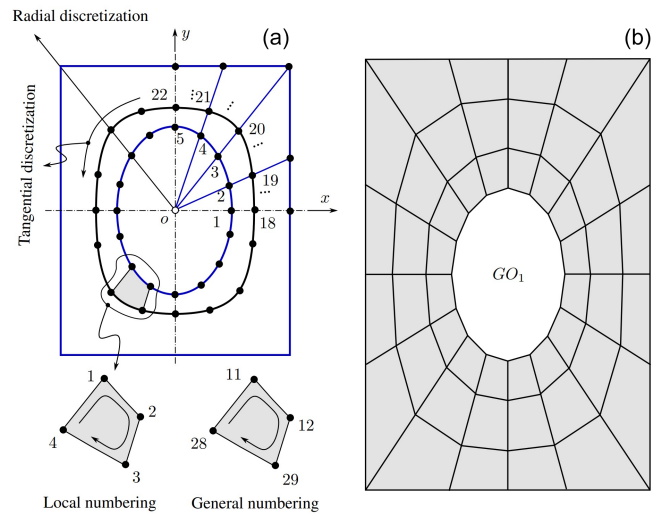 Radial discretization
(a)
(b)
y
22
21
20
5
4
3
19
2
1
18
x
o
Tangential discretization
GO1
1
2
3
4
11
12
28
29
Local numbering
General numbering